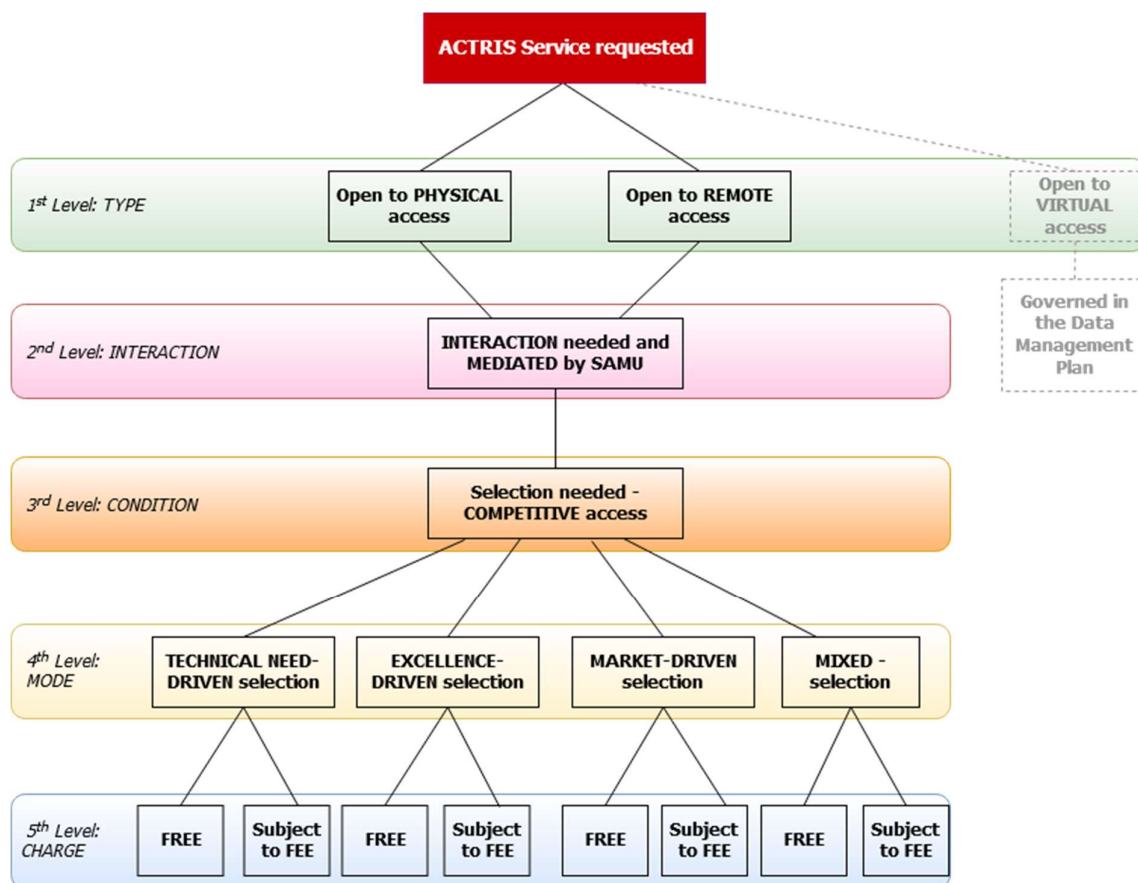 ACTRIS Service requested
1st Level: TYPE
Open to PHYSICAL
access
Open to REMOTE
access
Open to
VIRTUAL
access
Governed in
the Data
Management
Plan
2nd Level: INTERACTION
INTERACTION needed and
MEDIATED by SAMU
3rd Level: CONDITION
Selection needed -
COMPETITIVE access
4th Level:
MODE
TECHNICAL NEED-
DRIVEN selection
EXCELLENCE-
DRIVEN selection
MARKET-DRIVEN
selection
MIXED -
selection
5th Level:
CHARGE
FREE
Subject
to FEE
FREE
Subject
to FEE
FREE
Subject
to FEE
FREE
Subject
to FEE